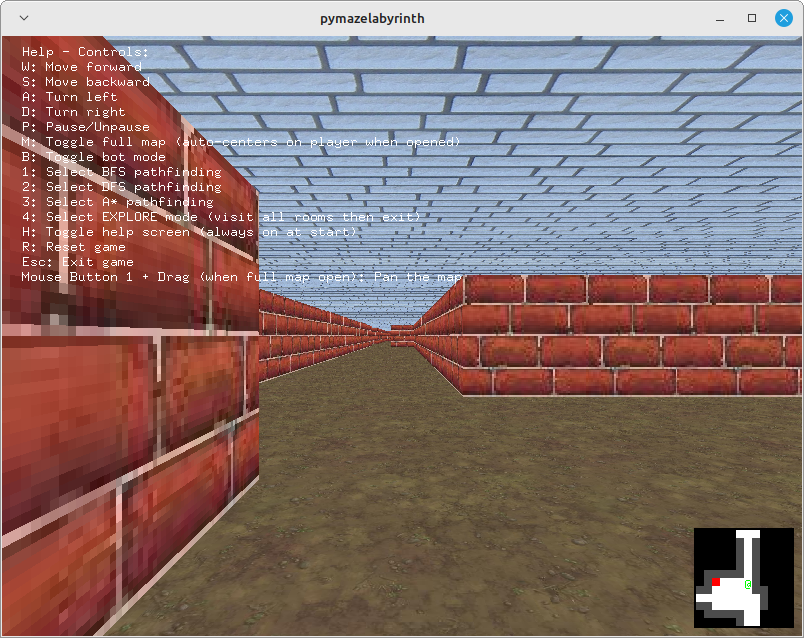 pymazelabyrinth
Help - Controls:
W: Move forward
S: Move backward
A: Turn left
D: Turn right
P: Pause/Unpause
M: Toggle full map (auto-centers on player when opened)
B: Toggle bot mode
1: Select BFS pathfinding
2: Select DFS pathfinding
3: Select A* pathfinding
4: Select EXPLORE mode (visit all rooms then exit)
H: Toggle help screen (always on at start)
R: Reset game
Esc: Exit game
Mouse Button 1 + Drag (when full map open): Pan the map